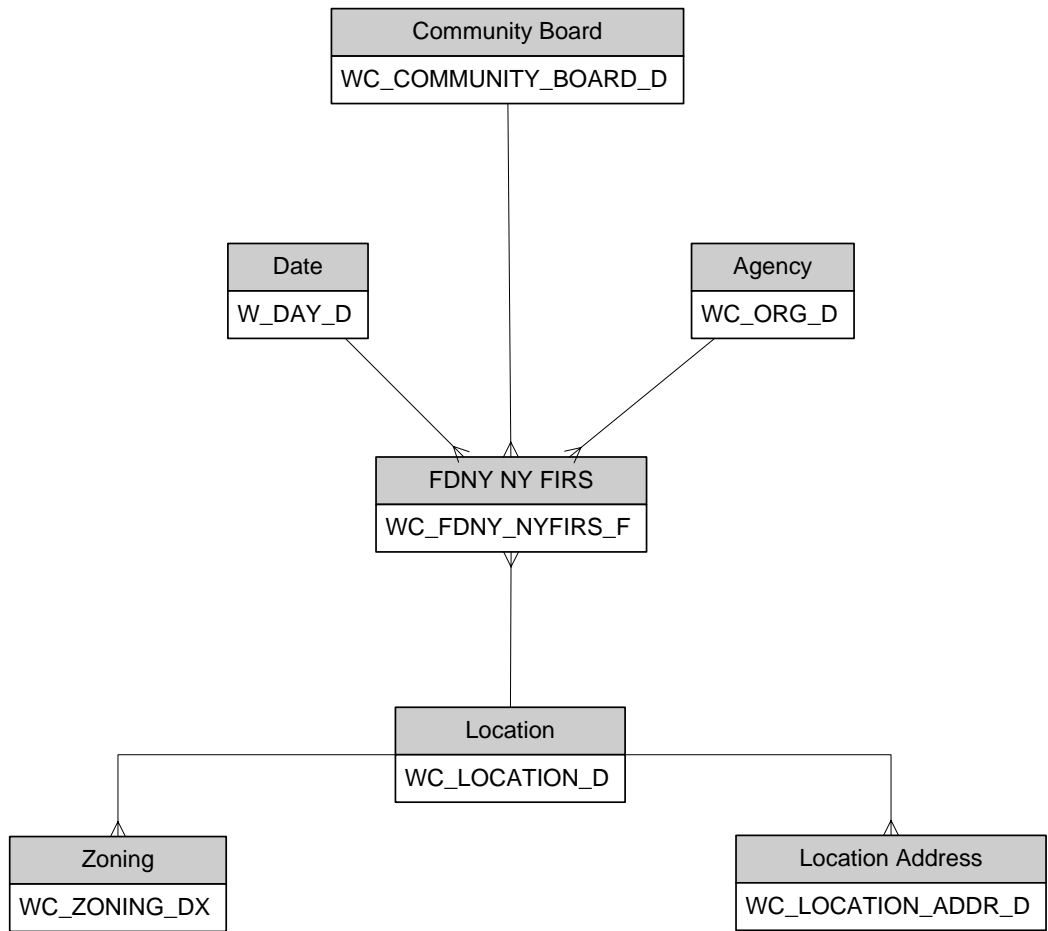 Community Board
WC_COMMUNITY_BOARD_D
Date
W_DAY_D
Agency
WC_ORG_D
FDNY NY FIRS
WC_FDNY_NYFIRS_F
Location
WC_LOCATION_D
Zoning
WC_ZONING_DX
Location Address
WC_LOCATION_ADDR_D